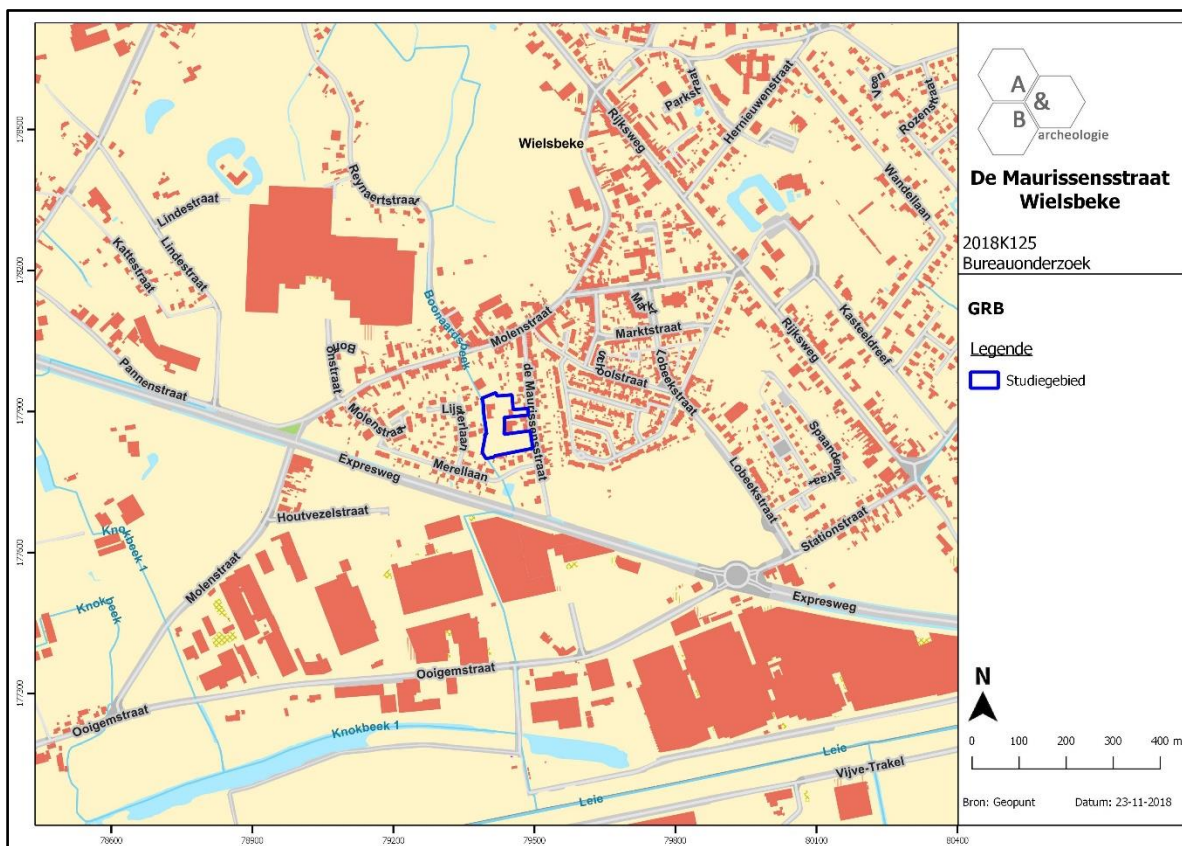 Parkstraat
Rijksweg
Hernieuwenstraat
Rozenstraat
Wielsbeke
Wandellaan
Reynaertstraat
Lindestraat
Lindestraat
Kattestraat
Kasteeldreef
Boonaardsbeek
Markt
Molenstraat
Marktstraat
Rijksweg
Schoolstraat
Lobeekstraat
Pannenstraat
de Maurissensstraat
Lijsterlaan
Molenstraat
Merellaan
Expresweg
Lobeekstraat
Stationstraat
Houtvezelstraat
Knokbeek 1
Molenstraat
Knokbeek
Expresweg
Ooigemstraat
Ooigemstraat
Knokbeek 1
Leie
Vijve-Trakel
Leie
178500
178200
177900
177600
177300
78600
78900
79200
79500
79800
80100
80400
A
&
B
archeologie
De Maurissensstraat
Wielsbeke
2018K125
Bureauonderzoek
GRB
Legende
Studiegebied
N
0 100 200 300 400 m
Bron: Geopunt Datum: 23-11-2018